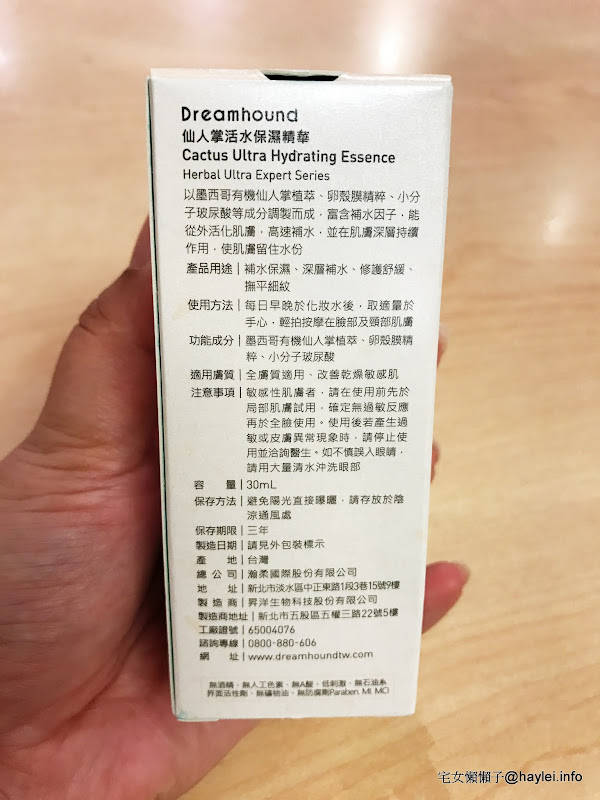 Dreamhound
仙人掌活水保濕精華
Cactus Ultra Hydrating Essence
Herbal Ultra Expert Series
以墨西哥有機仙人掌植萃、卵殼膜精粹、小分
子玻尿酸等成分調製而成，富含補水因子，能
從外活化肌膚，高速補水，並在肌膚深層持續
作用，使肌膚留住水份
產品用途｜補水保濕、深層補水、修護舒緩、
撫平細紋
使用方法｜每日早晚於化妝水後，取適量於
手心，輕拍按摩在臉部及頸部肌膚
功能成分｜墨西哥有機仙人掌植萃、卵殼膜精
粹、小分子玻尿酸
適用膚質｜全膚質適用、改善乾燥敏感肌
注意事項｜敏感性肌膚者，請在使用前先於
局部肌膚試用，確定無過敏反應
再於全臉使用。使用後若產生過
敏或皮膚異常現象時，請停止使
用並洽詢醫生。如不慎誤入眼睛，
請用大量清水沖洗眼部
容 量｜30mL
保存方法｜避免陽光直接曝曬，請存放於陰
涼通風處
保存期限｜三年
製造日期｜請見外包裝標示
產 地｜台灣
總 公 司｜瀚柔國際股份有限公司
地 址｜新北市淡水區中正東路1段3巷15號9樓
製 造 商｜昇洋生物科技股份有限公司
製造商地址｜新北市五股區五權三路22號5樓
工廠證號｜65004076
諮詢專線｜0800-880-606
網 址｜www.dreamhoundtw.com
無酒精、無人工色素、無A酸、低刺激、無石油系
界面活性劑、無礦物油、無防腐劑Paraben, MI, MCI
宅女懶懶子@haylei.info